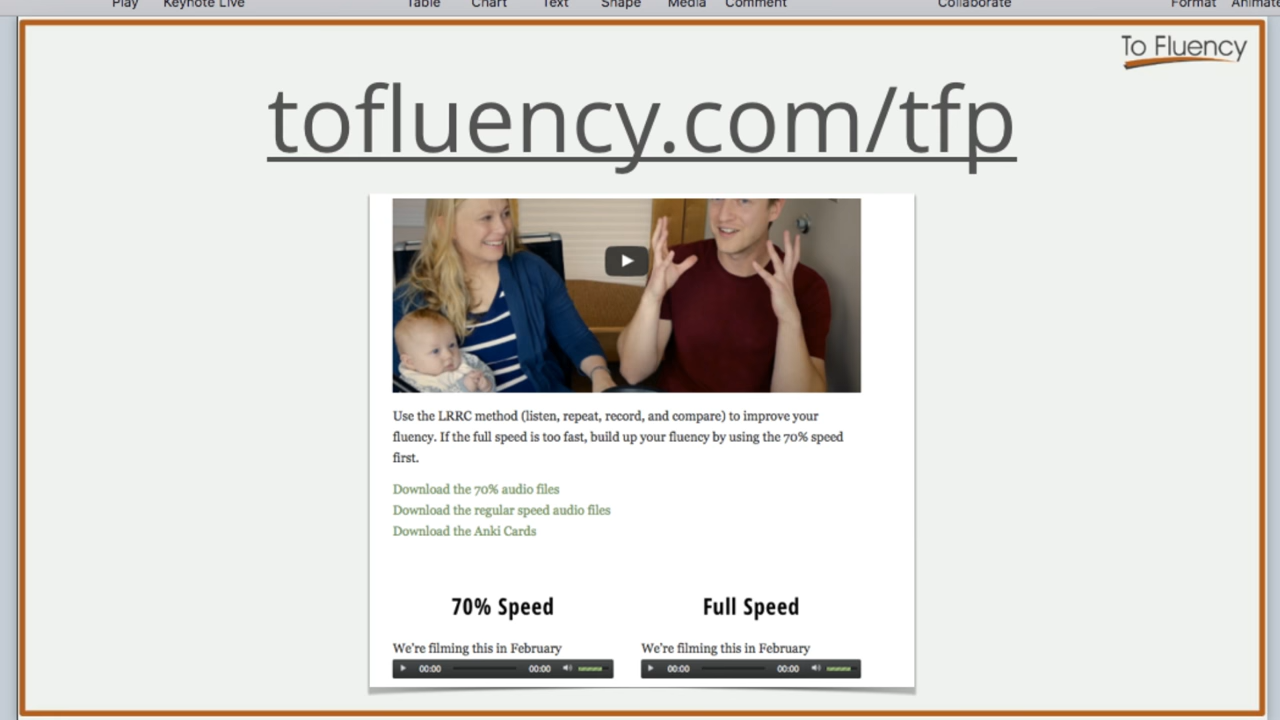 Play Keynote Live Table Chart Text Shape Media Comment Collaborate Format Animate
To Fluency
tofluency.com/tfp
Use the LRRC method (listen, repeat, record, and compare) to improve your
fluency. If the full speed is too fast, build up your fluency by using the 70% speed
first.
Download the 70% audio files
Download the regular speed audio files
Download the Anki Cards
70% Speed Full Speed
We're filming this in February We're filming this in February
00:00 00:00 00:00 00:00